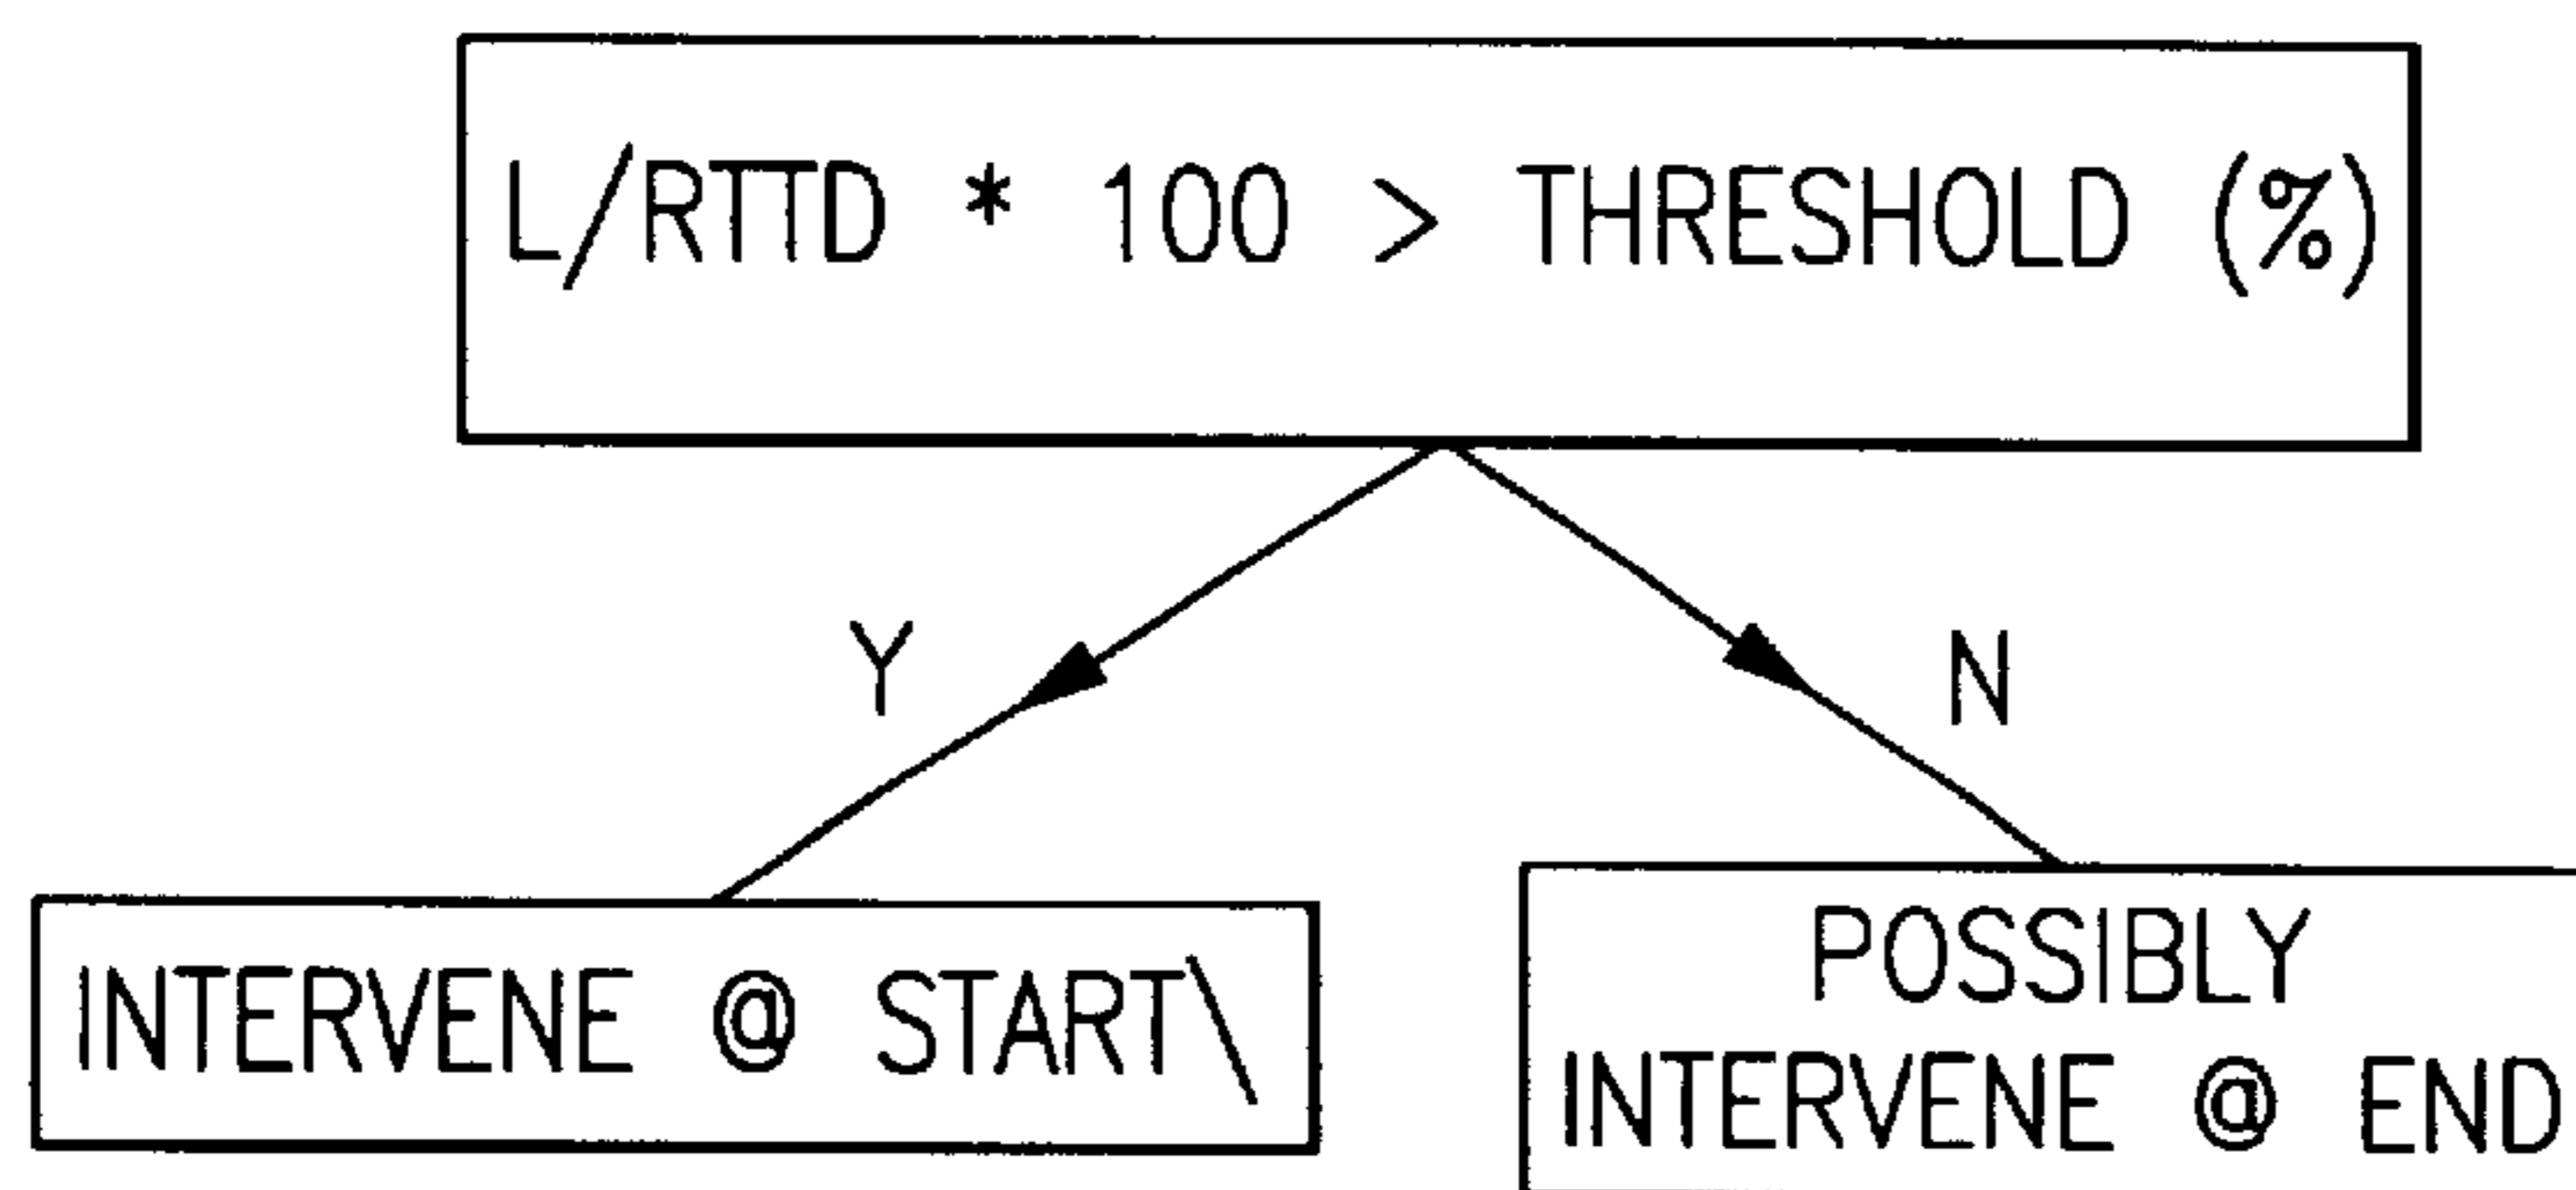 L/RTTD * 100 > THRESHOLD (%)
Y
N
INTERVENE @ START\
POSSIBLY
INTERVENE @ END